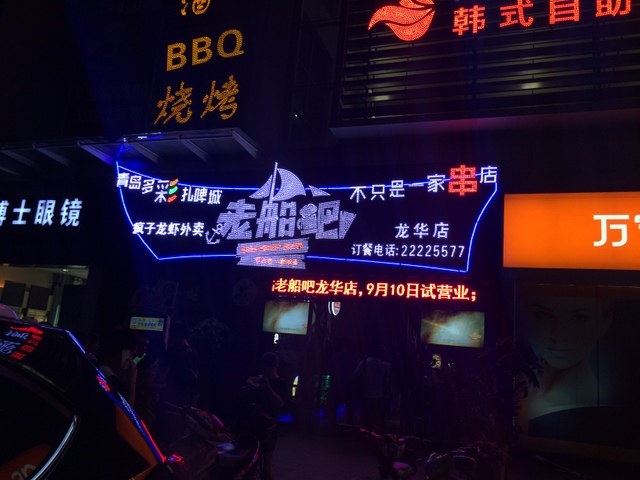 酒
BBQ
烧烤
韩式自助
青岛多彩扎啤城
不只是一家串店
疯子龙虾外卖
老船吧
龙华店
订餐电话:22225577
博士眼镜
万
老船吧龙华店,9月10日试营业;